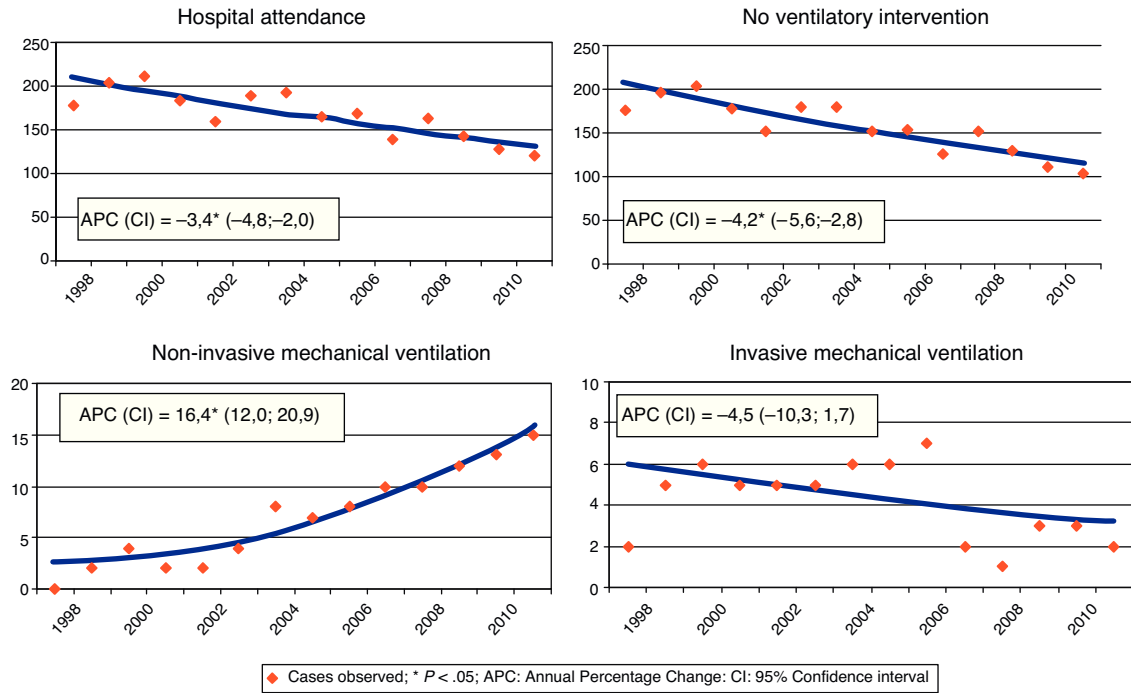 Hospital attendance
250
200
150
100
50
0
APC (CI) = –3,4* (–4,8;–2,0)
1998 2000 2002 2004 2006 2008 2010
No ventilatory intervention
250
200
150
100
50
0
APC (CI) = –4,2* (–5,6;–2,8)
1998 2000 2002 2004 2006 2008 2010
Non-invasive mechanical ventilation
20
15
10
5
0
APC (CI) = 16,4* (12,0; 20,9)
1998 2000 2002 2004 2006 2008 2010
Invasive mechanical ventilation
10
8
6
4
2
0
APC (CI) = –4,5 (–10,3; 1,7)
1998 2000 2002 2004 2006 2008 2010
Cases observed; * P < .05; APC: Annual Percentage Change: CI: 95% Confidence interval